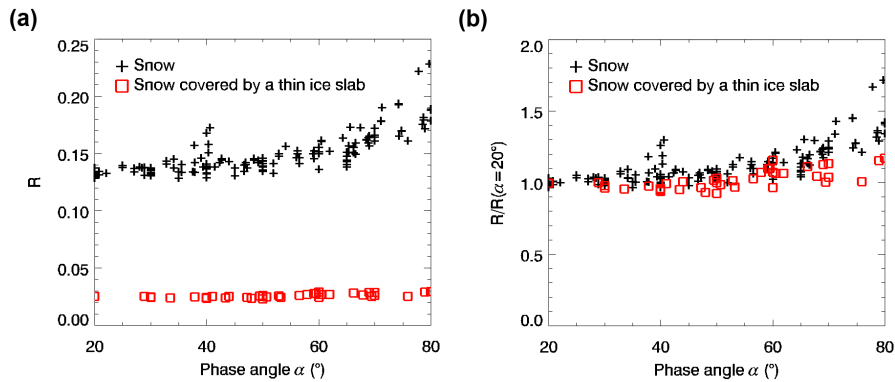 (a)
0.25
0.20
0.15
0.10
0.05
0.00
R
+ Snow
□ Snow covered by a thin ice slab
20 40 60 80
Phase angle α (°)
(b)
2.0
1.5
1.0
0.5
0.0
R/R(α=20°)
+ Snow
□ Snow covered by a thin ice slab
20 40 60 80
Phase angle α (°)